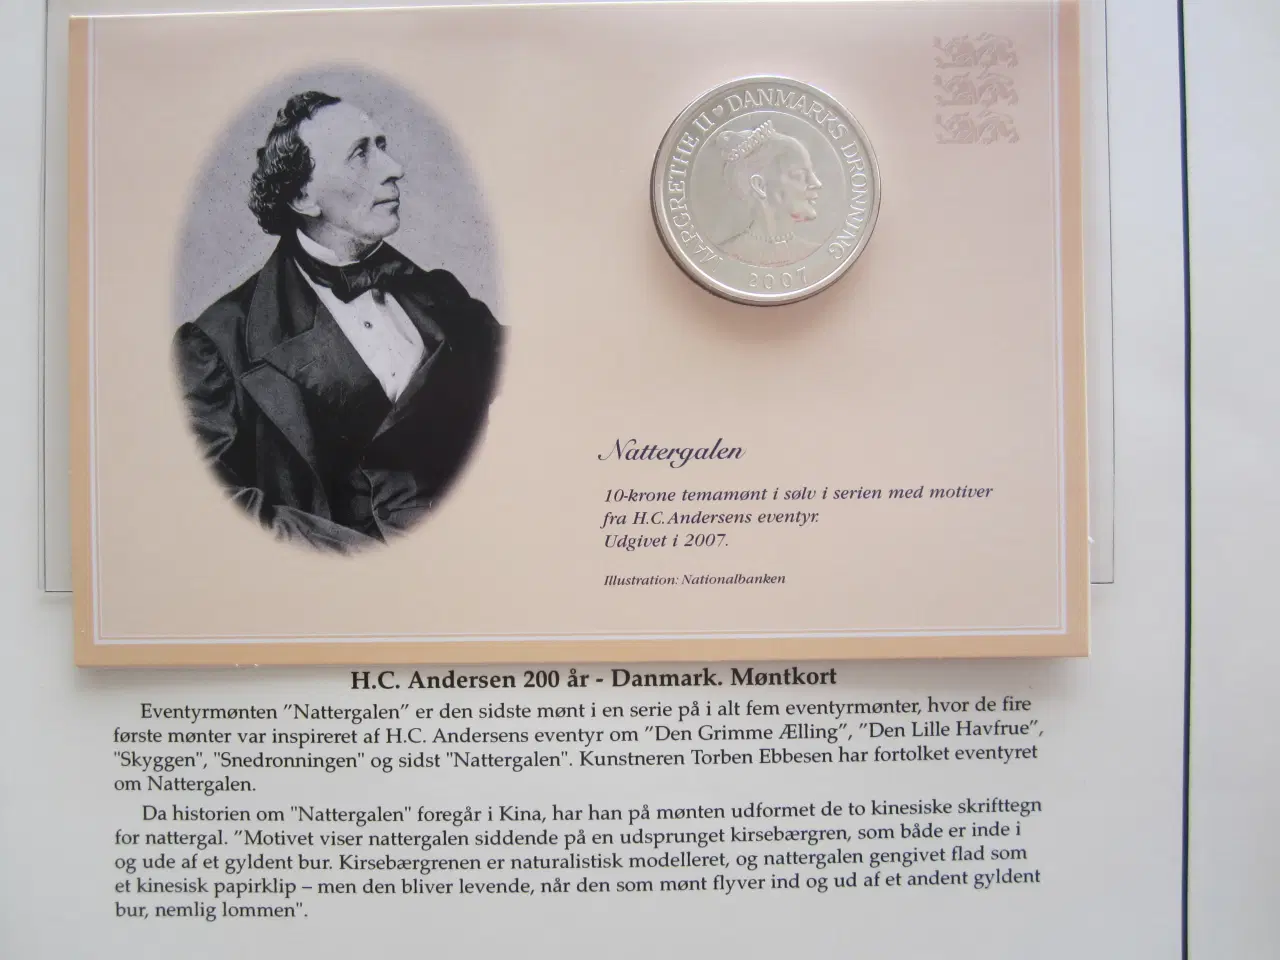 MARGRETHE II ♥ DANMARKS DRONNING
2007
Nattergalen
10-krone temamønt i sølv i serien med motiver
fra H.C. Andersens eventyr.
Udgivet i 2007.
Illustration: Nationalbanken
H.C. Andersen 200 år - Danmark. Møntkort
Eventyrmønten ”Nattergalen” er den sidste mønt i en serie på i alt fem eventyrmønter, hvor de fire
første mønter var inspireret af H.C. Andersens eventyr om ”Den Grimme Ælling”, ”Den Lille Havfrue”,
"Skyggen", "Snedronningen" og sidst "Nattergalen". Kunstneren Torben Ebbesen har fortolket eventyret
om Nattergalen.
Da historien om "Nattergalen" foregår i Kina, har han på mønten udformet de to kinesiske skrifttegn
for nattergal. ”Motivet viser nattergalen siddende på en udsprunget kirsebærgren, som både er inde i
og ude af et gyldent bur. Kirsebærgrenen er naturalistisk modelleret, og nattergalen gengivet flad som
et kinesisk papirklip – men den bliver levende, når den som mønt flyver ind og ud af et andent gyldent
bur, nemlig lommen".